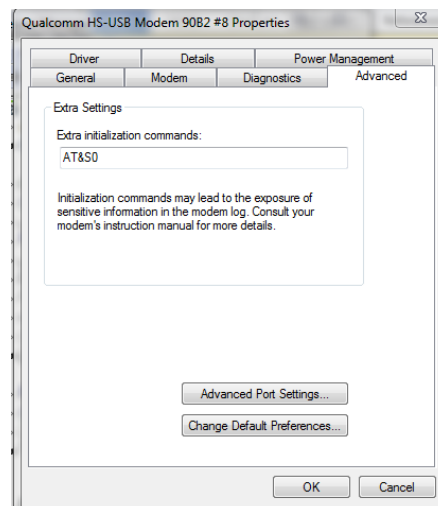 Qualcomm HS-USB Modem 90B2 #8 Properties
Driver Details Power Management
General Modem Diagnostics Advanced
Extra Settings
Extra initialization commands:
AT&S0
Initialization commands may lead to the exposure of
sensitive information in the modem log. Consult your
modem's instruction manual for more details.
Advanced Port Settings...
Change Default Preferences...
OK Cancel